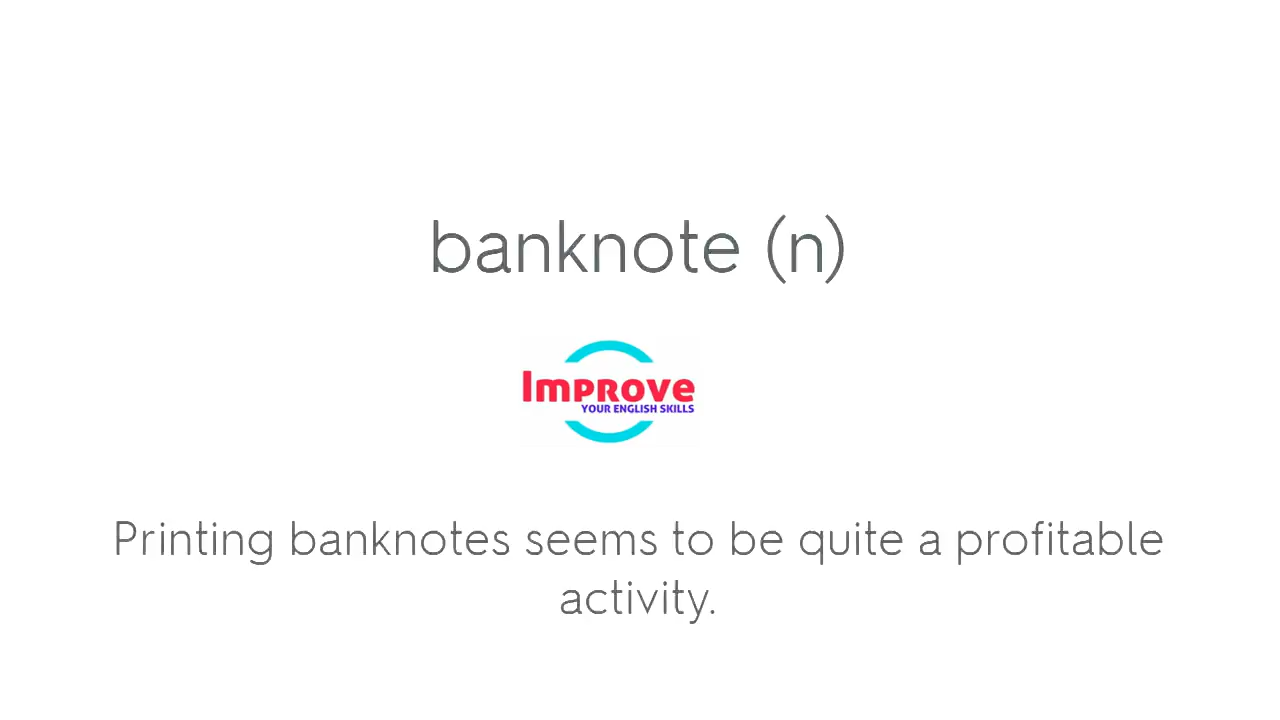 banknote (n)
Improve
YOUR ENGLISH SKILLS
Printing banknotes seems to be quite a profitable
activity.